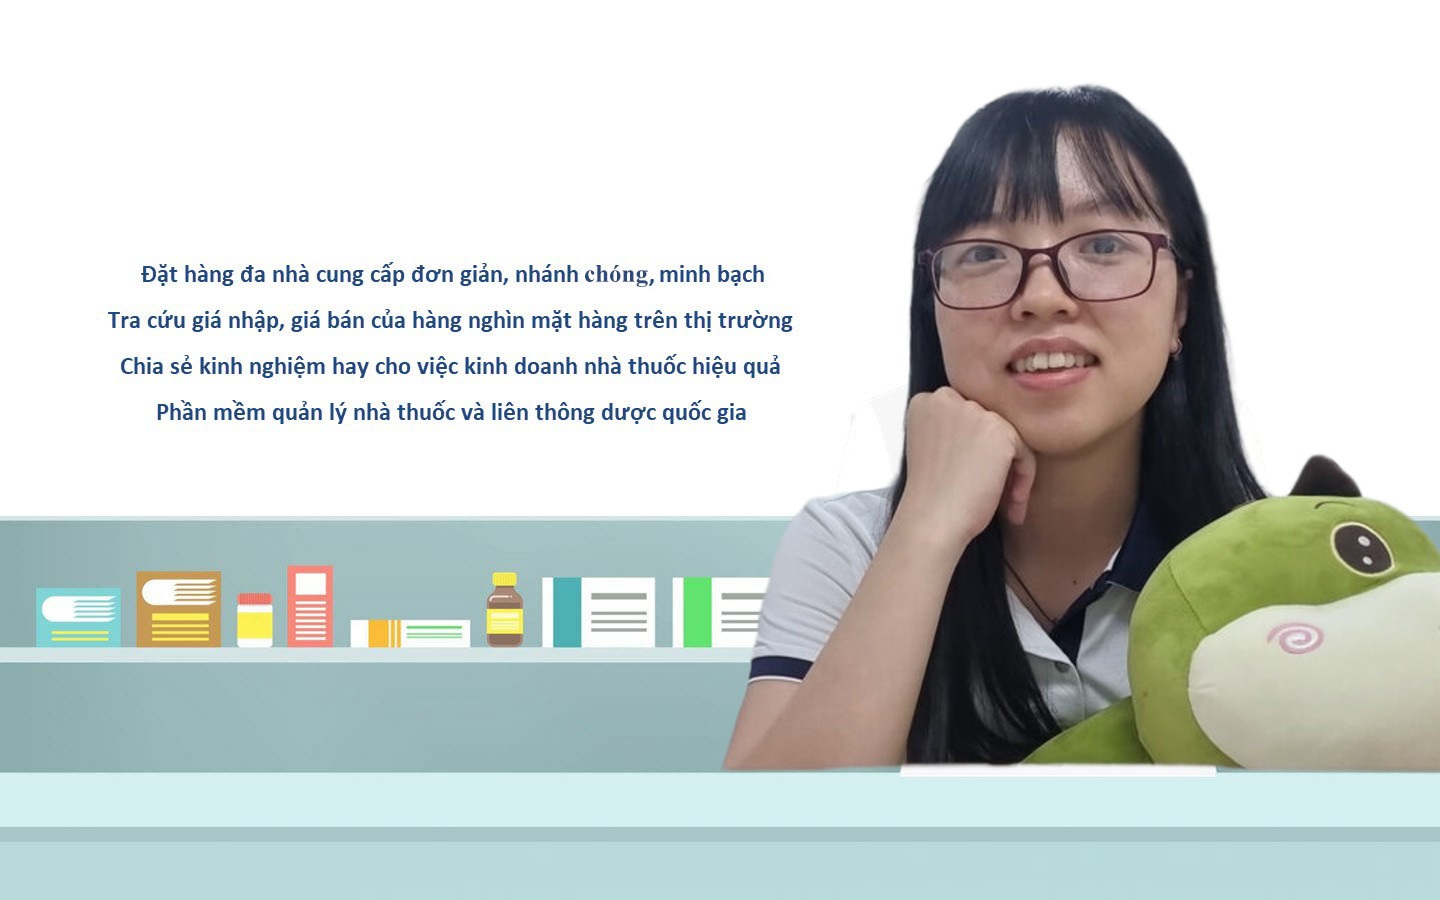 Đặt hàng đa nhà cung cấp đơn giản, nhánh chóng, minh bạch
Tra cứu giá nhập, giá bán của hàng nghìn mặt hàng trên thị trường
Chia sẻ kinh nghiệm hay cho việc kinh doanh nhà thuốc hiệu quả
Phần mềm quản lý nhà thuốc và liên thông dược quốc gia